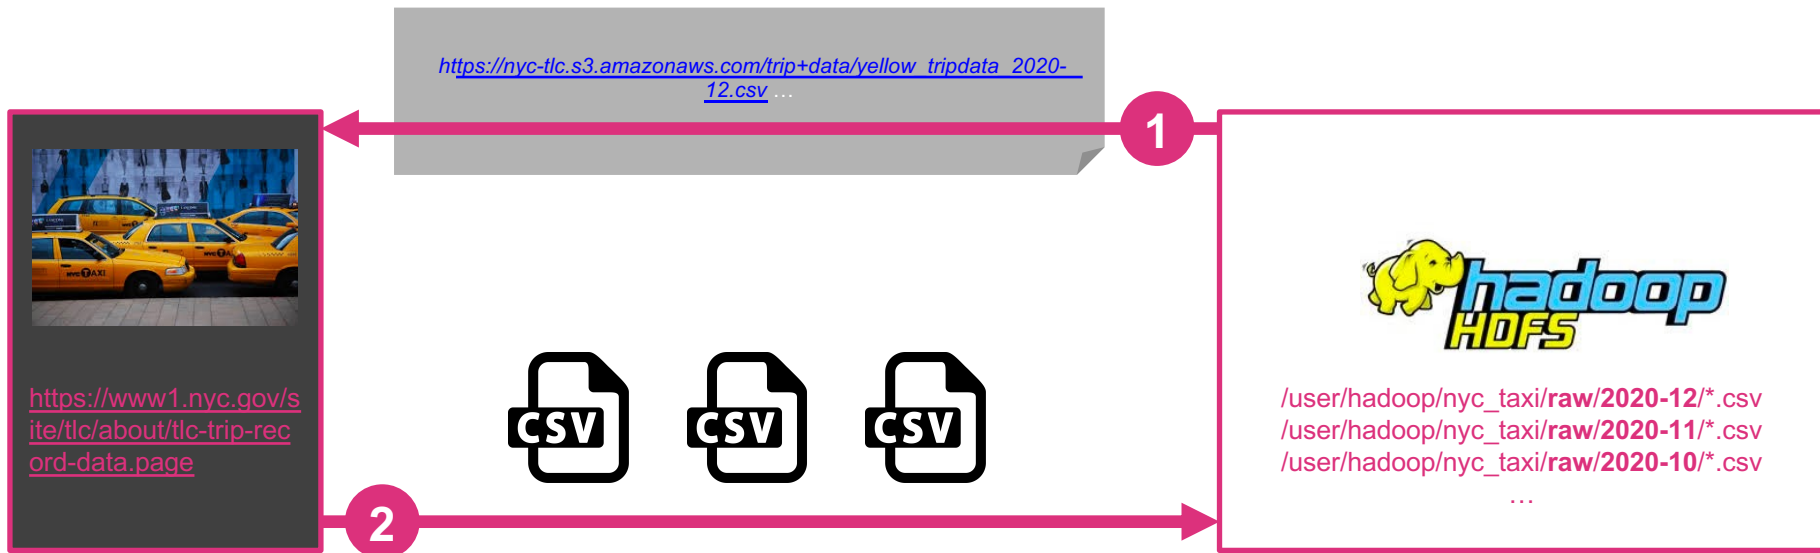 https://nyc-tlc.s3.amazonaws.com/trip+data/yellow_tripdata_2020-
12.csv ...
1
NYC TAXI
https://www1.nyc.gov/s
ite/tlc/about/tlc-trip-rec
ord-data.page
CSV CSV CSV
hadoop
HDFS
/user/hadoop/nyc_taxi/raw/2020-12/*.csv
/user/hadoop/nyc_taxi/raw/2020-11/*.csv
/user/hadoop/nyc_taxi/raw/2020-10/*.csv
...
2